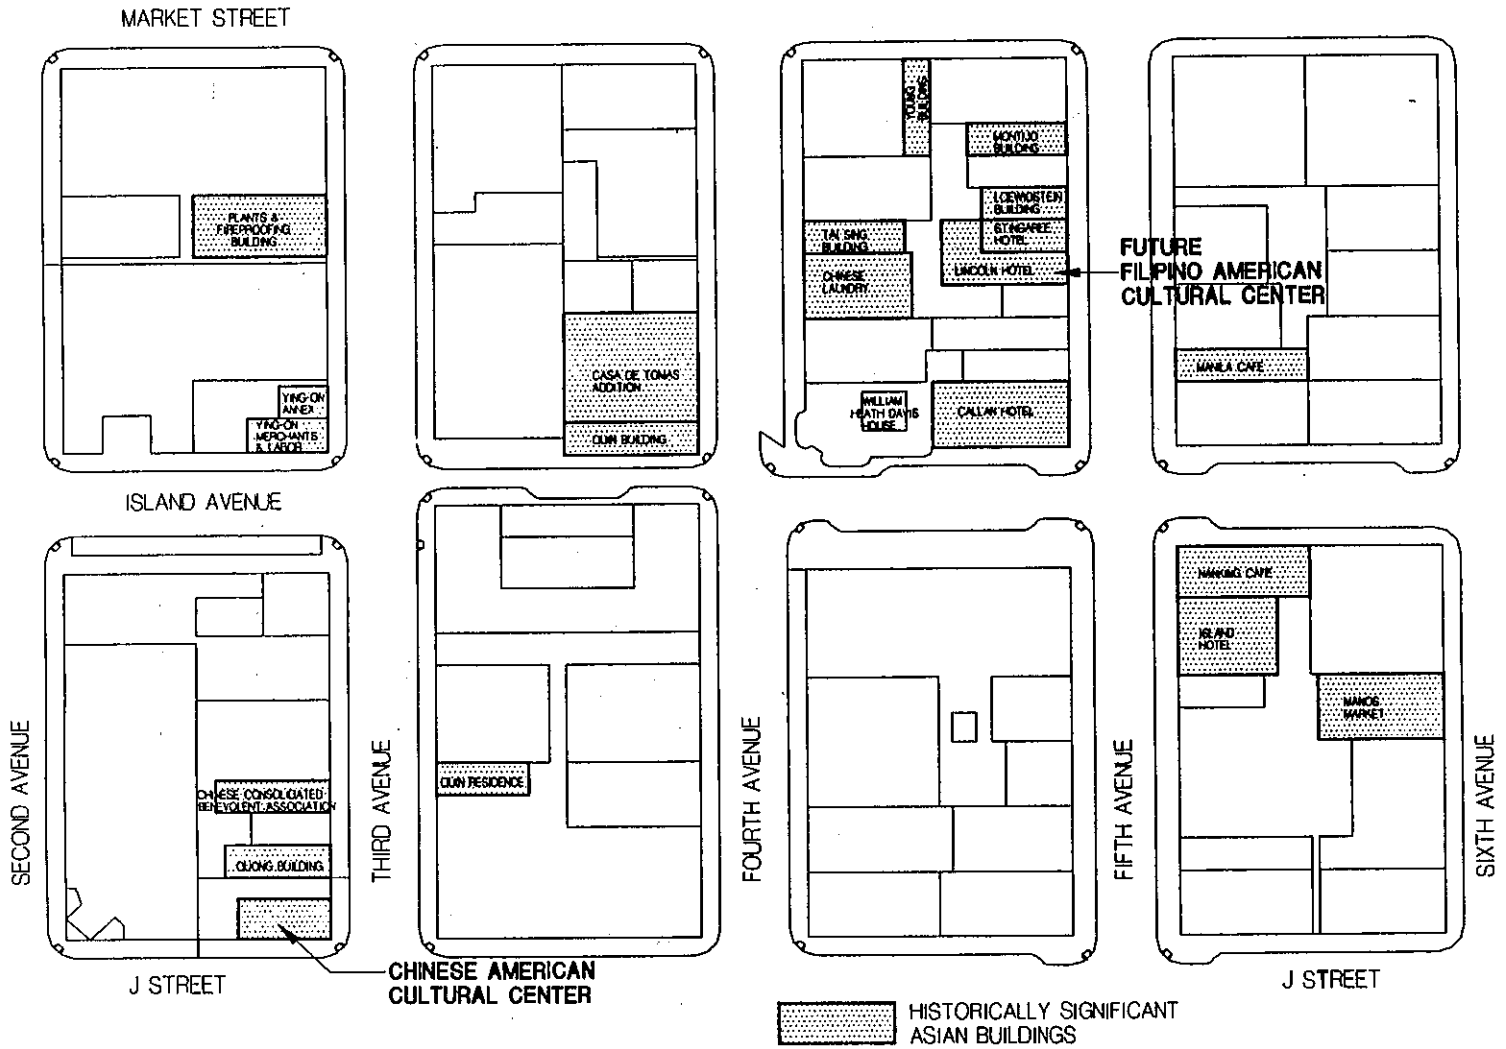 MARKET STREET
YOUNG
BUILDING
MONTIJO
BUILDING
PLANTS &
FIREPROOFING
BUILDING
LOEWOSTEIN
BUILDING
TAI SING
BUILDING
STINGAREE
HOTEL
CHINESE
LAUNDRY
LINCOLN HOTEL
FUTURE
FILIPINO AMERICAN
CULTURAL CENTER
CASA DE TOMAS
ADDITION
MANILA CAFE
YING-ON
ANNEX
YING-ON
MERCHANTS
& LABOR
QUIN BUILDING
WILLIAM
HEATH DAVIS
HOUSE
CALLAN HOTEL
ISLAND AVENUE
NANKING CAFE
ISLAND
HOTEL
MANOS
MARKET
CHINESE CONSOLIDATED
BENEVOLENT ASSOCIATION
QUIN RESIDENCE
QUONG BUILDING
SECOND AVENUE
THIRD AVENUE
FOURTH AVENUE
FIFTH AVENUE
SIXTH AVENUE
J STREET
CHINESE AMERICAN
CULTURAL CENTER
J STREET
HISTORICALLY SIGNIFICANT
ASIAN BUILDINGS